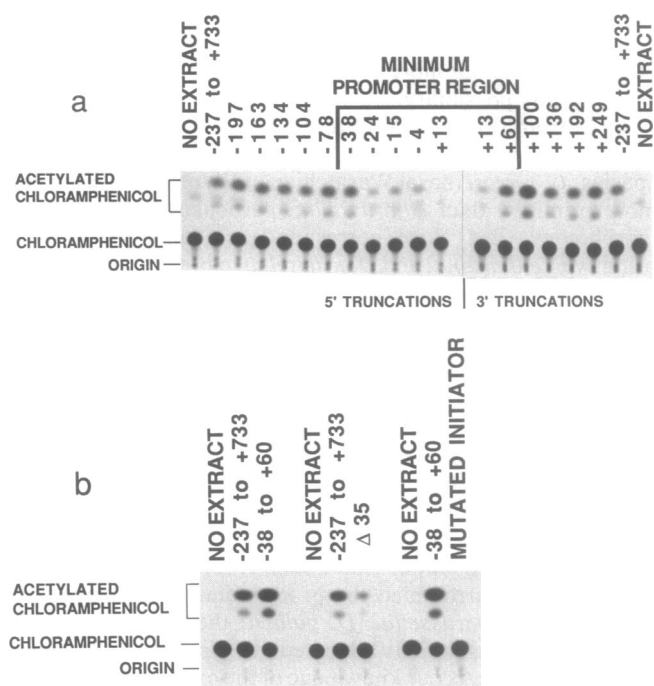 a
MINIMUM
PROMOTER REGION
NO EXTRACT
-237 to +733
-197
-163
-134
-104
-78
-38
-24
-15
-4
+13
+13
+60
+100
+136
+192
+249
-237 to +733
NO EXTRACT
ACETYLATED
CHLORAMPHENICOL
CHLORAMPHENICOL
ORIGIN
5' TRUNCATIONS
3' TRUNCATIONS
b
NO EXTRACT
-237 to +733
-38 to +60
NO EXTRACT
-237 to +733
Δ 35
NO EXTRACT
-38 to +60
MUTATED INITIATOR
ACETYLATED
CHLORAMPHENICOL
CHLORAMPHENICOL
ORIGIN